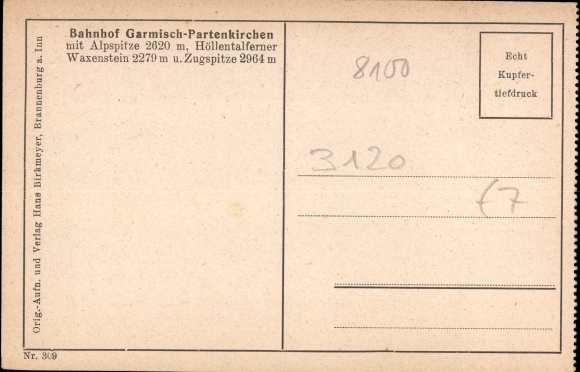 Bahnhof Garmisch-Partenkirchen
mit Alpspitze 2620 m, Höllentalferner
Waxenstein 2279 m u. Zugspitze 2964 m
Orig.-Aufn. und Verlag Hans Birkmeyer, Brannenburg a. Inn
Nr. 309
Echt
Kupfer-
tiefdruck
8100
3120